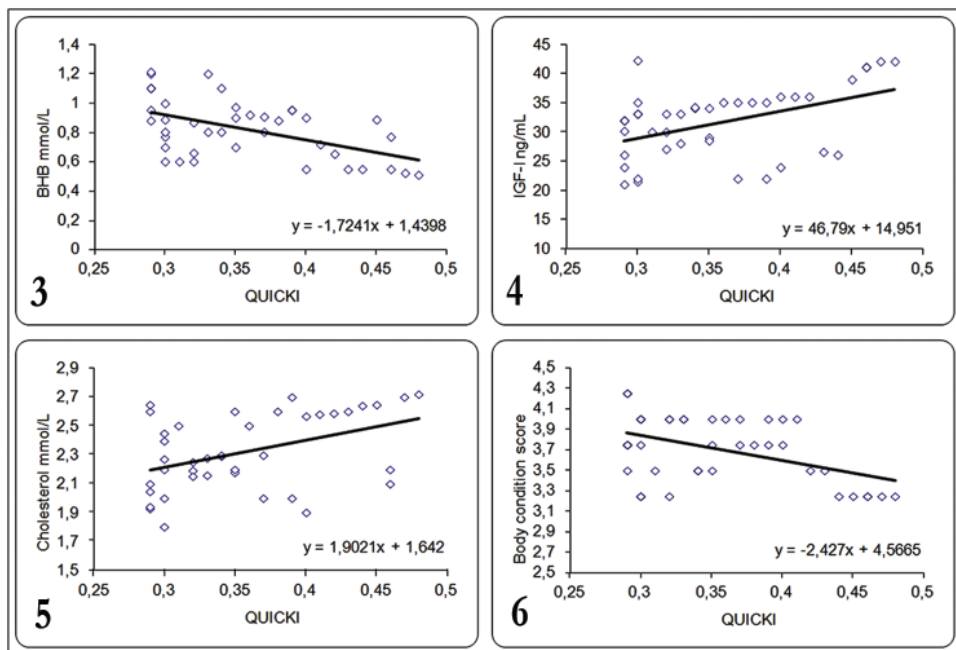 BHB mmol/L
1,4
1,2
1
0,8
0,6
0,4
0,2
0
y = -1,7241x + 1,4398
0,25 0,3 0,35 0,4 0,45 0,5
QUICKI
3
IGF-I ng/mL
45
40
35
30
25
20
15
10
y = 46,79x + 14,951
0,25 0,3 0,35 0,4 0,45 0,5
QUICKI
4
Cholesterol mmol/L
2,9
2,7
2,5
2,3
2,1
1,9
1,7
1,5
y = 1,9021x + 1,642
0,25 0,3 0,35 0,4 0,45 0,5
QUICKI
5
Body condition score
4,5
4,3
4,1
3,9
3,7
3,5
3,3
3,1
2,9
2,7
2,5
y = -2,427x + 4,5665
0,25 0,3 0,35 0,4 0,45 0,5
QUICKI
6